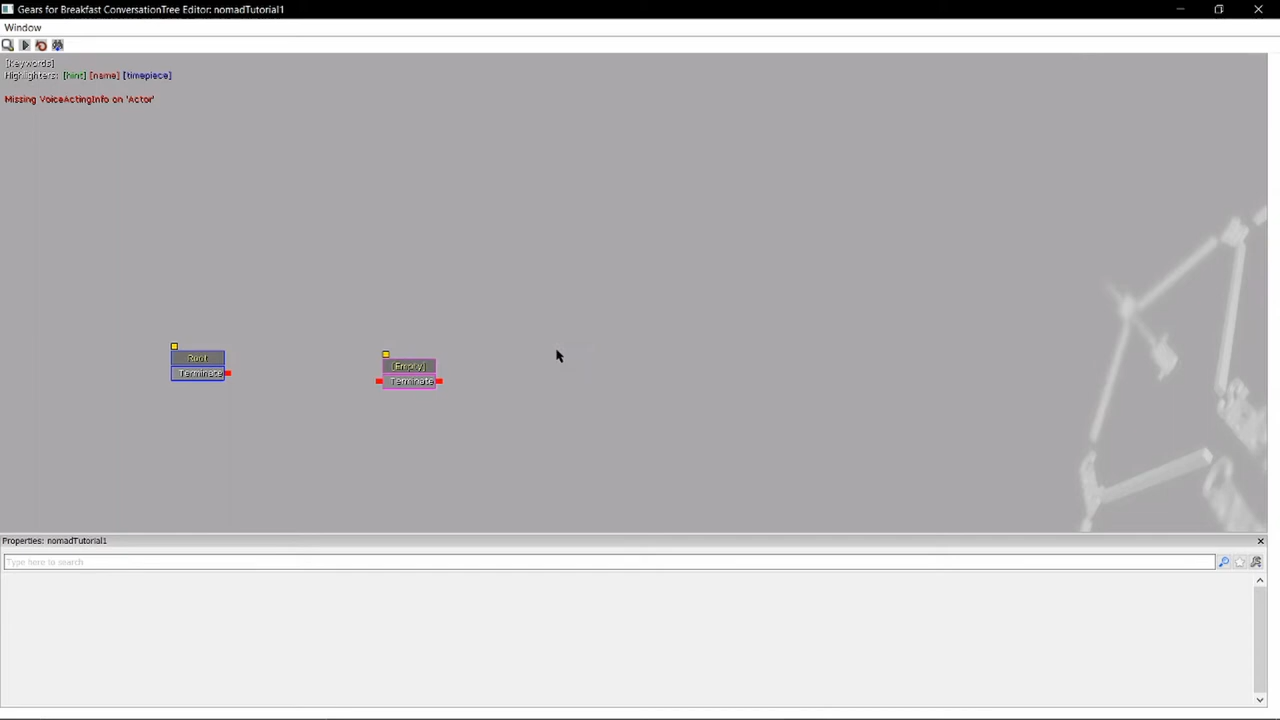 Gears for Breakfast ConversationTree Editor: nomadTutorial1
Window
[Keywords]
Highlighters: [hint] [name] [timepiece]
Missing VoiceActingInfo on 'Actor'
Root
Terminate
[Empty]
Terminate
Properties: nomadTutorial1
Type here to search